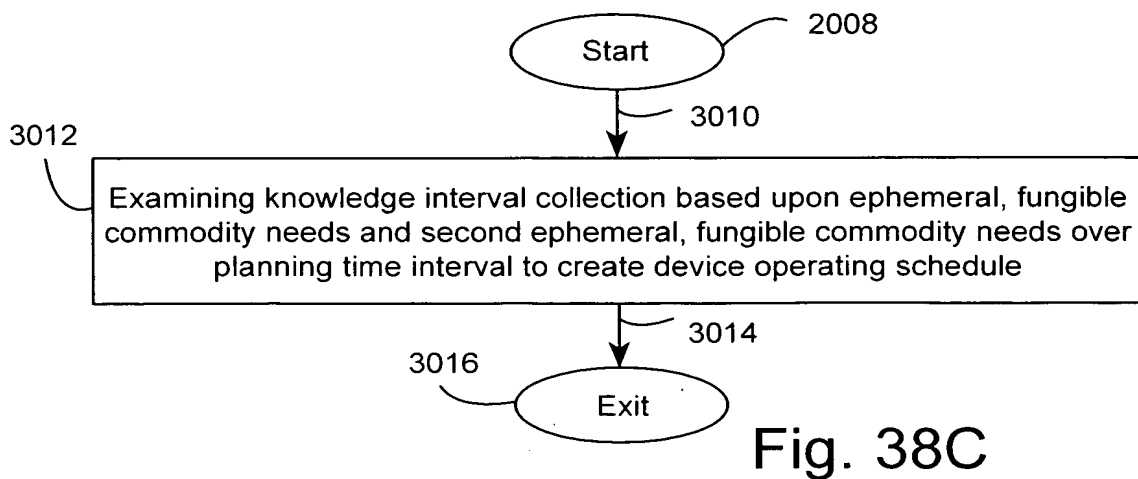 2008
Start
3010
3012
Examining knowledge interval collection based upon ephemeral, fungible
commodity needs and second ephemeral, fungible commodity needs over
planning time interval to create device operating schedule
3014
3016
Exit
Fig. 38C